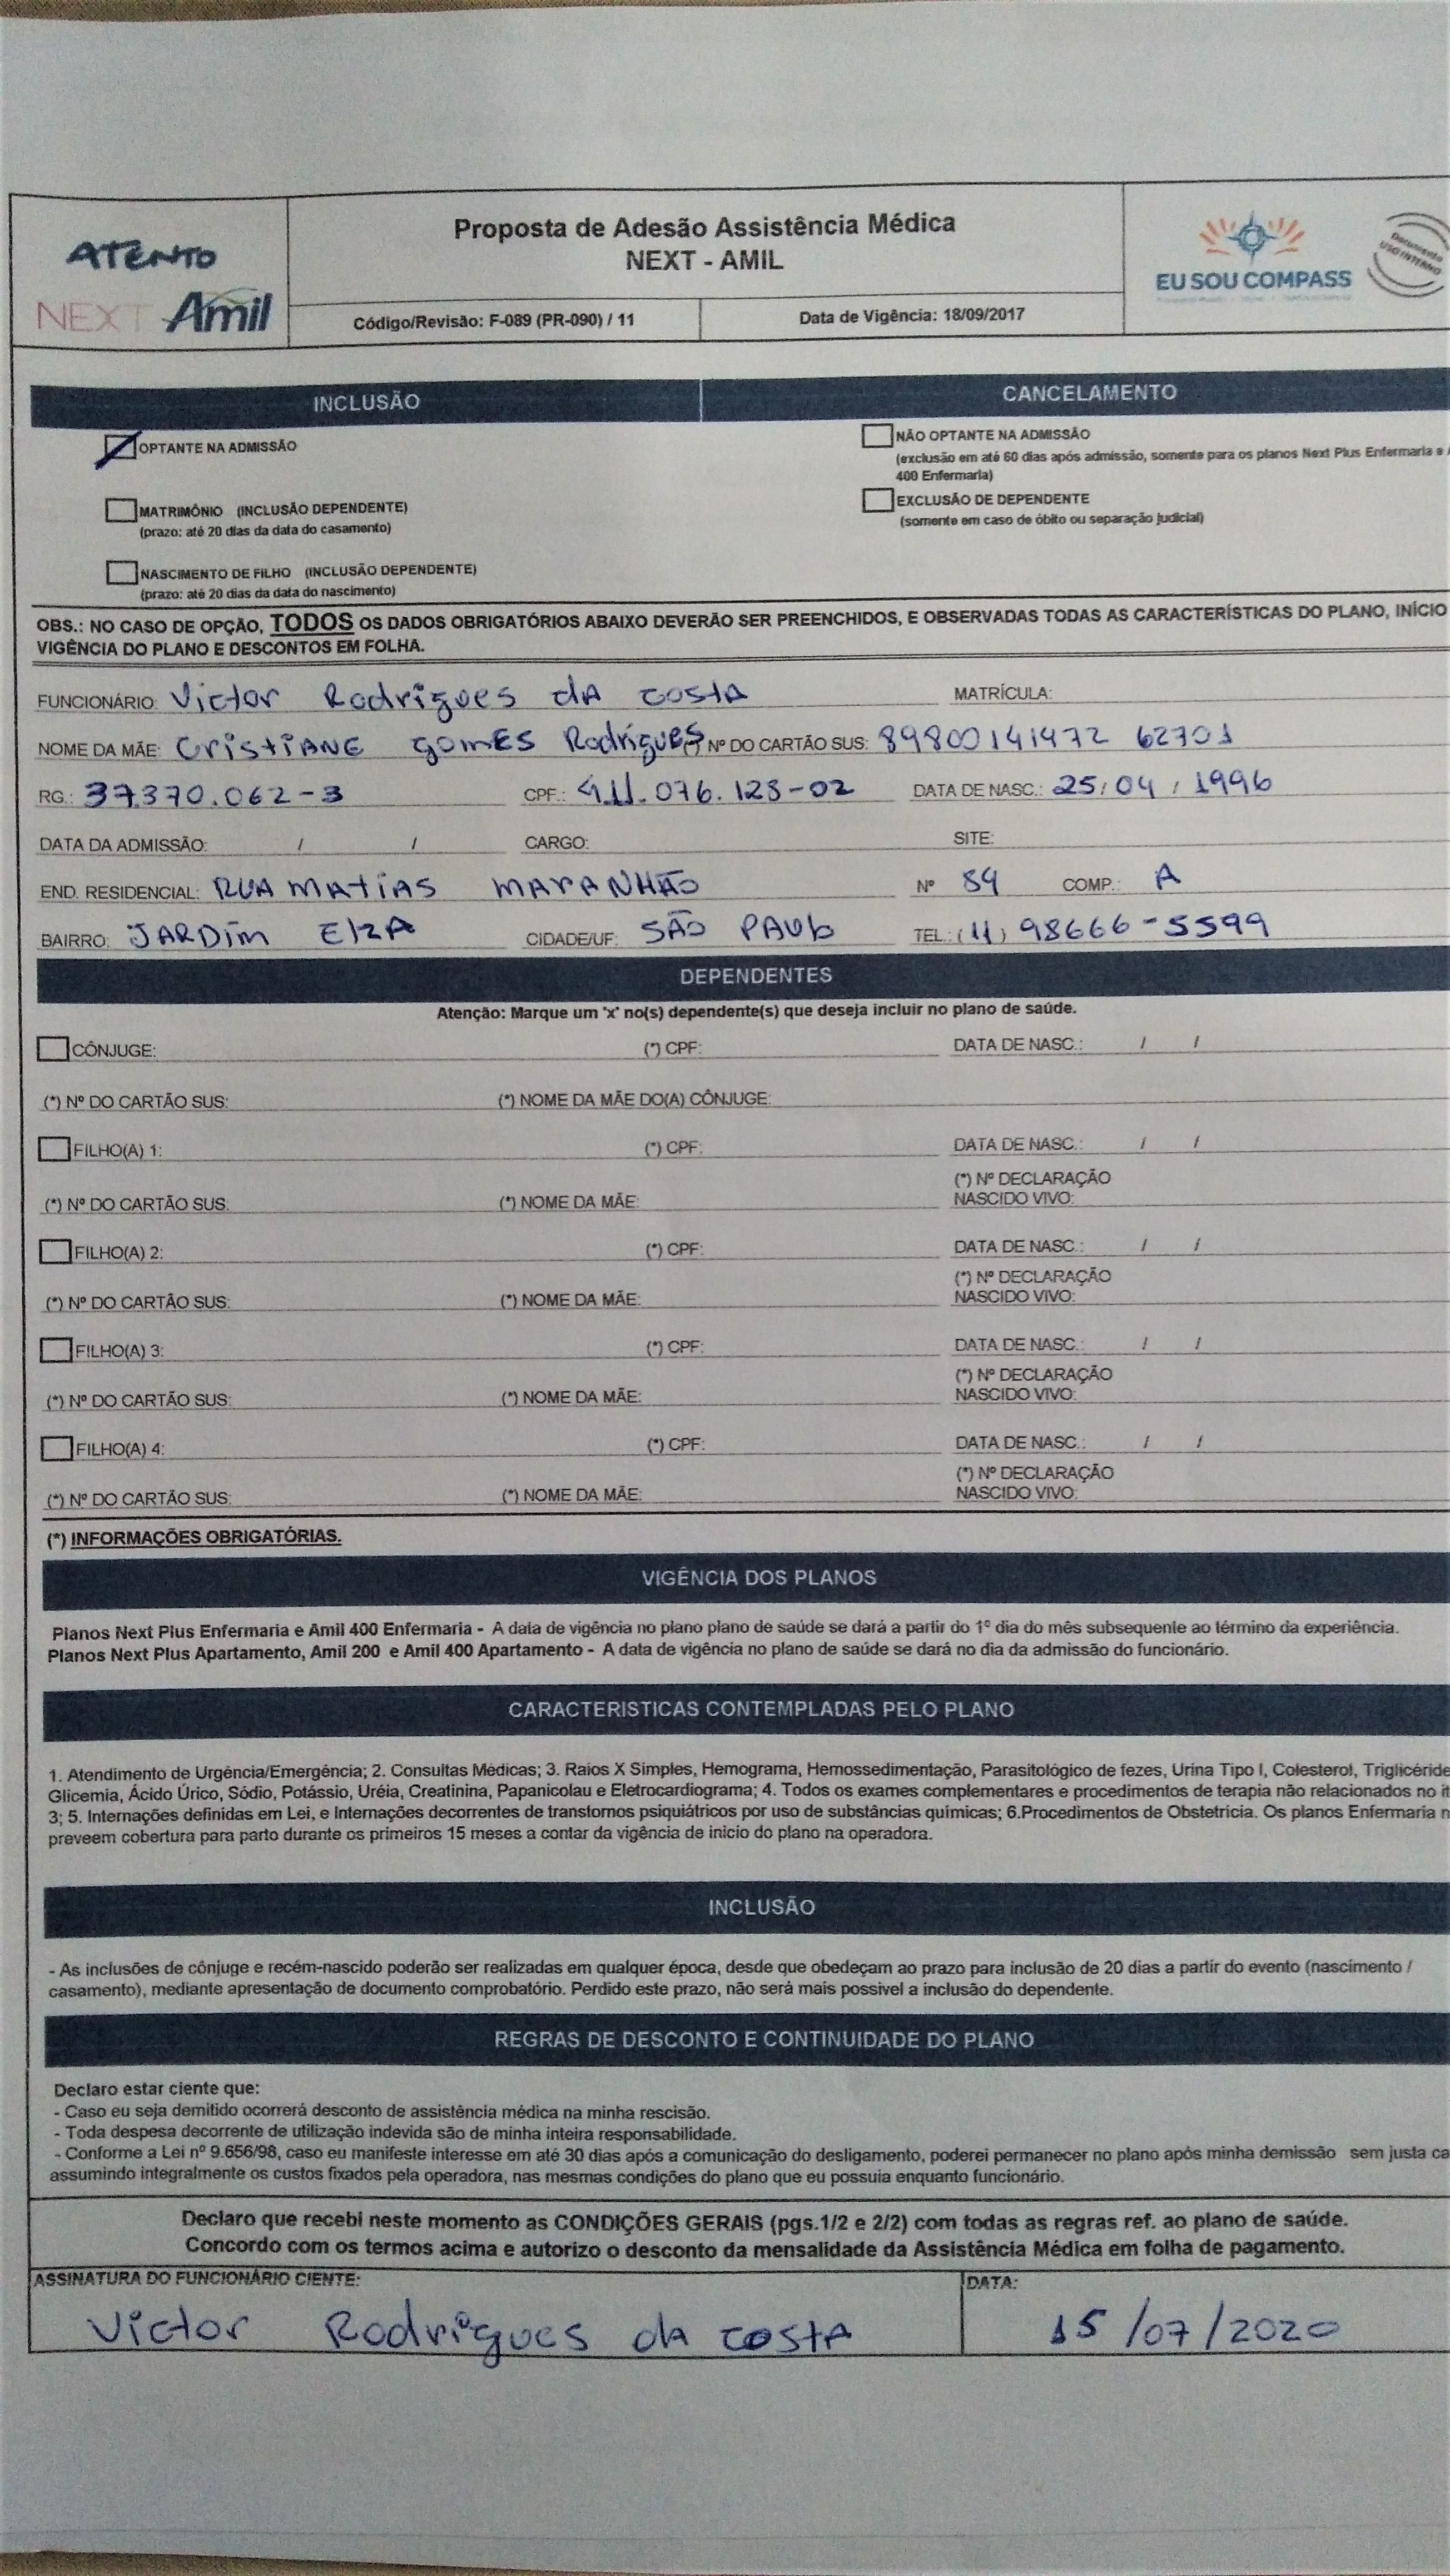 ATENTO
NEXT Amil
Proposta de Adesão Assistência Médica
NEXT - AMIL
Código/Revisão: F-089 (PR-090) / 11
Data de Vigência: 18/09/2017
EU SOU COMPASS
Documento
USO INTERNO
INCLUSÃO
CANCELAMENTO
OPTANTE NA ADMISSÃO
NÃO OPTANTE NA ADMISSÃO
(exclusão em até 60 dias após admissão, somente para os planos Next Plus Enfermaria e
400 Enfermaria)
MATRIMÔNIO (INCLUSÃO DEPENDENTE)
(prazo: até 20 dias da data do casamento)
EXCLUSÃO DE DEPENDENTE
(somente em caso de óbito ou separação judicial)
NASCIMENTO DE FILHO (INCLUSÃO DEPENDENTE)
(prazo: até 20 dias da data do nascimento)
OBS.: NO CASO DE OPÇÃO, TODOS OS DADOS OBRIGATÓRIOS ABAIXO DEVERÃO SER PREENCHIDOS, E OBSERVADAS TODAS AS CARACTERÍSTICAS DO PLANO, INÍCIO
VIGÊNCIA DO PLANO E DESCONTOS EM FOLHA.
FUNCIONÁRIO: Victor Rodrigues dA costA MATRÍCULA:
NOME DA MÃE: CristiANE gomES Rodrigues (*) Nº DO CARTÃO SUS: 89800141472 62701
RG.: 37.370.062-3 CPF.: 411.076.123-02 DATA DE NASC.: 25/04/1996
DATA DA ADMISSÃO: / / CARGO: SITE:
END. RESIDENCIAL: RUA mAtiAS mARANHÃO Nº 84 COMP.: A
BAIRRO: JARDim ElzA CIDADE/UF: SÃO PAUlo TEL.: (11) 98666-5599
DEPENDENTES
Atenção: Marque um 'x' no(s) dependente(s) que deseja incluir no plano de saúde.
CÔNJUGE: (*) CPF: DATA DE NASC.: / /
(*) Nº DO CARTÃO SUS: (*) NOME DA MÃE DO(A) CÔNJUGE:
FILHO(A) 1: (*) CPF: DATA DE NASC.: / /
(*) Nº DO CARTÃO SUS: (*) NOME DA MÃE: (*) Nº DECLARAÇÃO
NASCIDO VIVO:
FILHO(A) 2: (*) CPF: DATA DE NASC.: / /
(*) Nº DO CARTÃO SUS: (*) NOME DA MÃE: (*) Nº DECLARAÇÃO
NASCIDO VIVO:
FILHO(A) 3: (*) CPF: DATA DE NASC.: / /
(*) Nº DO CARTÃO SUS: (*) NOME DA MÃE: (*) Nº DECLARAÇÃO
NASCIDO VIVO:
FILHO(A) 4: (*) CPF: DATA DE NASC.: / /
(*) Nº DO CARTÃO SUS: (*) NOME DA MÃE: (*) Nº DECLARAÇÃO
NASCIDO VIVO:
(*) INFORMAÇÕES OBRIGATÓRIAS.
VIGÊNCIA DOS PLANOS
Planos Next Plus Enfermaria e Amil 400 Enfermaria - A data de vigência no plano plano de saúde se dará a partir do 1º dia do mês subsequente ao término da experiência.
Planos Next Plus Apartamento, Amil 200 e Amil 400 Apartamento - A data de vigência no plano de saúde se dará no dia da admissão do funcionário.
CARACTERISTICAS CONTEMPLADAS PELO PLANO
1. Atendimento de Urgência/Emergência; 2. Consultas Médicas; 3. Raios X Simples, Hemograma, Hemossedimentação, Parasitológico de fezes, Urina Tipo I, Colesterol, Triglicéride
Glicemia, Ácido Úrico, Sódio, Potássio, Uréia, Creatinina, Papanicolau e Eletrocardiograma; 4. Todos os exames complementares e procedimentos de terapia não relacionados no
3; 5. Internações definidas em Lei, e Internações decorrentes de transtornos psiquiátricos por uso de substâncias químicas; 6.Procedimentos de Obstetricia. Os planos Enfermaria
preveem cobertura para parto durante os primeiros 15 meses a contar da vigência de inicio do plano na operadora.
INCLUSÃO
- As inclusões de cônjuge e recém-nascido poderão ser realizadas em qualquer época, desde que obedeçam ao prazo para inclusão de 20 dias a partir do evento (nascimento /
casamento), mediante apresentação de documento comprobatório. Perdido este prazo, não será mais possivel a inclusão do dependente.
REGRAS DE DESCONTO E CONTINUIDADE DO PLANO
Declaro estar ciente que:
- Caso eu seja demitido ocorrerá desconto de assistência médica na minha rescisão.
- Toda despesa decorrente de utilização indevida são de minha inteira responsabilidade.
- Conforme a Lei nº 9.656/98, caso eu manifeste interesse em até 30 dias após a comunicação do desligamento, poderei permanecer no plano após minha demissão sem justa ca
assumindo integralmente os custos fixados pela operadora, nas mesmas condições do plano que eu possuia enquanto funcionário.
Declaro que recebi neste momento as CONDIÇÕES GERAIS (pgs.1/2 e 2/2) com todas as regras ref. ao plano de saúde.
Concordo com os termos acima e autorizo o desconto da mensalidade da Assistência Médica em folha de pagamento.
ASSINATURA DO FUNCIONÁRIO CIENTE: DATA:
Victor Rodrigues dA costA 15/07/2020